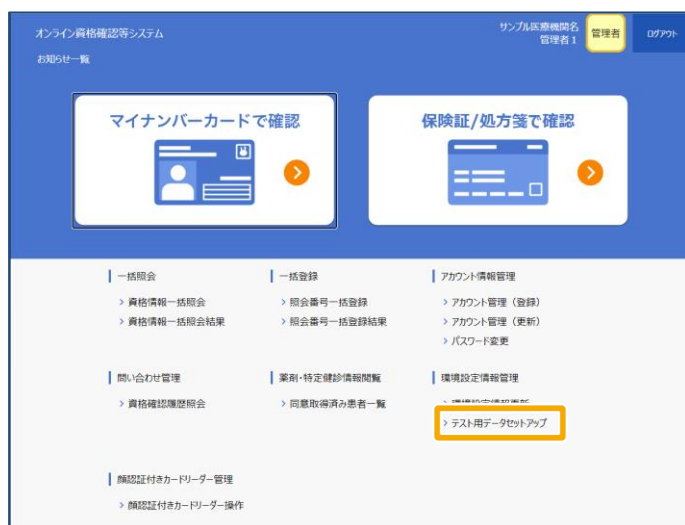 オンライン資格確認等システム
サンプル医療機関名
管理者1
管理者
ログアウト
お知らせ一覧
マイナンバーカードで確認
保険証/処方箋で確認
一括照会
資格情報一括照会
資格情報一括照会結果
一括登録
照会番号一括登録
照会番号一括登録結果
アカウント情報管理
アカウント管理（登録）
アカウント管理（更新）
パスワード変更
問い合わせ管理
資格確認履歴照会
薬剤・特定健診情報閲覧
同意取得済み患者一覧
環境設定情報管理
環境設定情報更新
テスト用データセットアップ
顔認証付きカードリーダー管理
顔認証付きカードリーダー操作